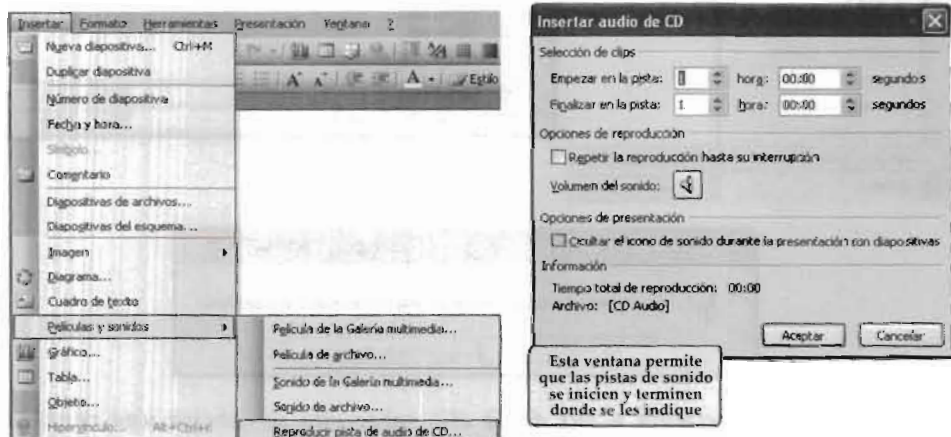 Insertar Formato Herramientas Presentación Ventana ?
Nueva diapositiva... Ctrl+M
Duplicar diapositiva
Número de diapositiva
Fecha y hora...
Símbolo...
Comentario
Diapositivas de archivos...
Diapositivas del esquema...
Imagen
Diagrama...
Cuadro de texto
Películas y sonidos
Gráfico...
Tabla...
Objeto...
Hipervínculo... Alt+Ctrl+I
Estilo
Película de la Galería multimedia...
Película de archivo...
Sonido de la Galería multimedia...
Sonido de archivo...
Reproducir pista de audio de CD...
Insertar audio de CD
Selección de clips
Empezar en la pista: 1 hora: 00:00 segundos
Finalizar en la pista: 1 hora: 00:00 segundos
Opciones de reproducción
Repetir la reproducción hasta su interrupción
Volumen del sonido:
Opciones de presentación
Ocultar el icono de sonido durante la presentación con diapositivas
Información
Tiempo total de reproducción: 00:00
Archivo: [CD Audio]
Aceptar Cancelar
Esta ventana permite
que las pistas de sonido
se inicien y terminen
donde se les indique